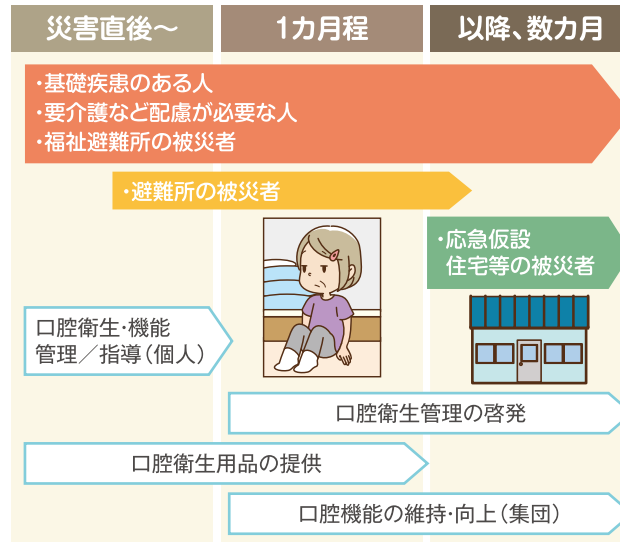 災害直後～
1カ月程
以降、数カ月
・基礎疾患のある人
・要介護など配慮が必要な人
・福祉避難所の被災者
・避難所の被災者
・応急仮設
住宅等の被災者
口腔衛生・機能
管理／指導（個人）
口腔衛生管理の啓発
口腔衛生用品の提供
口腔機能の維持・向上（集団）